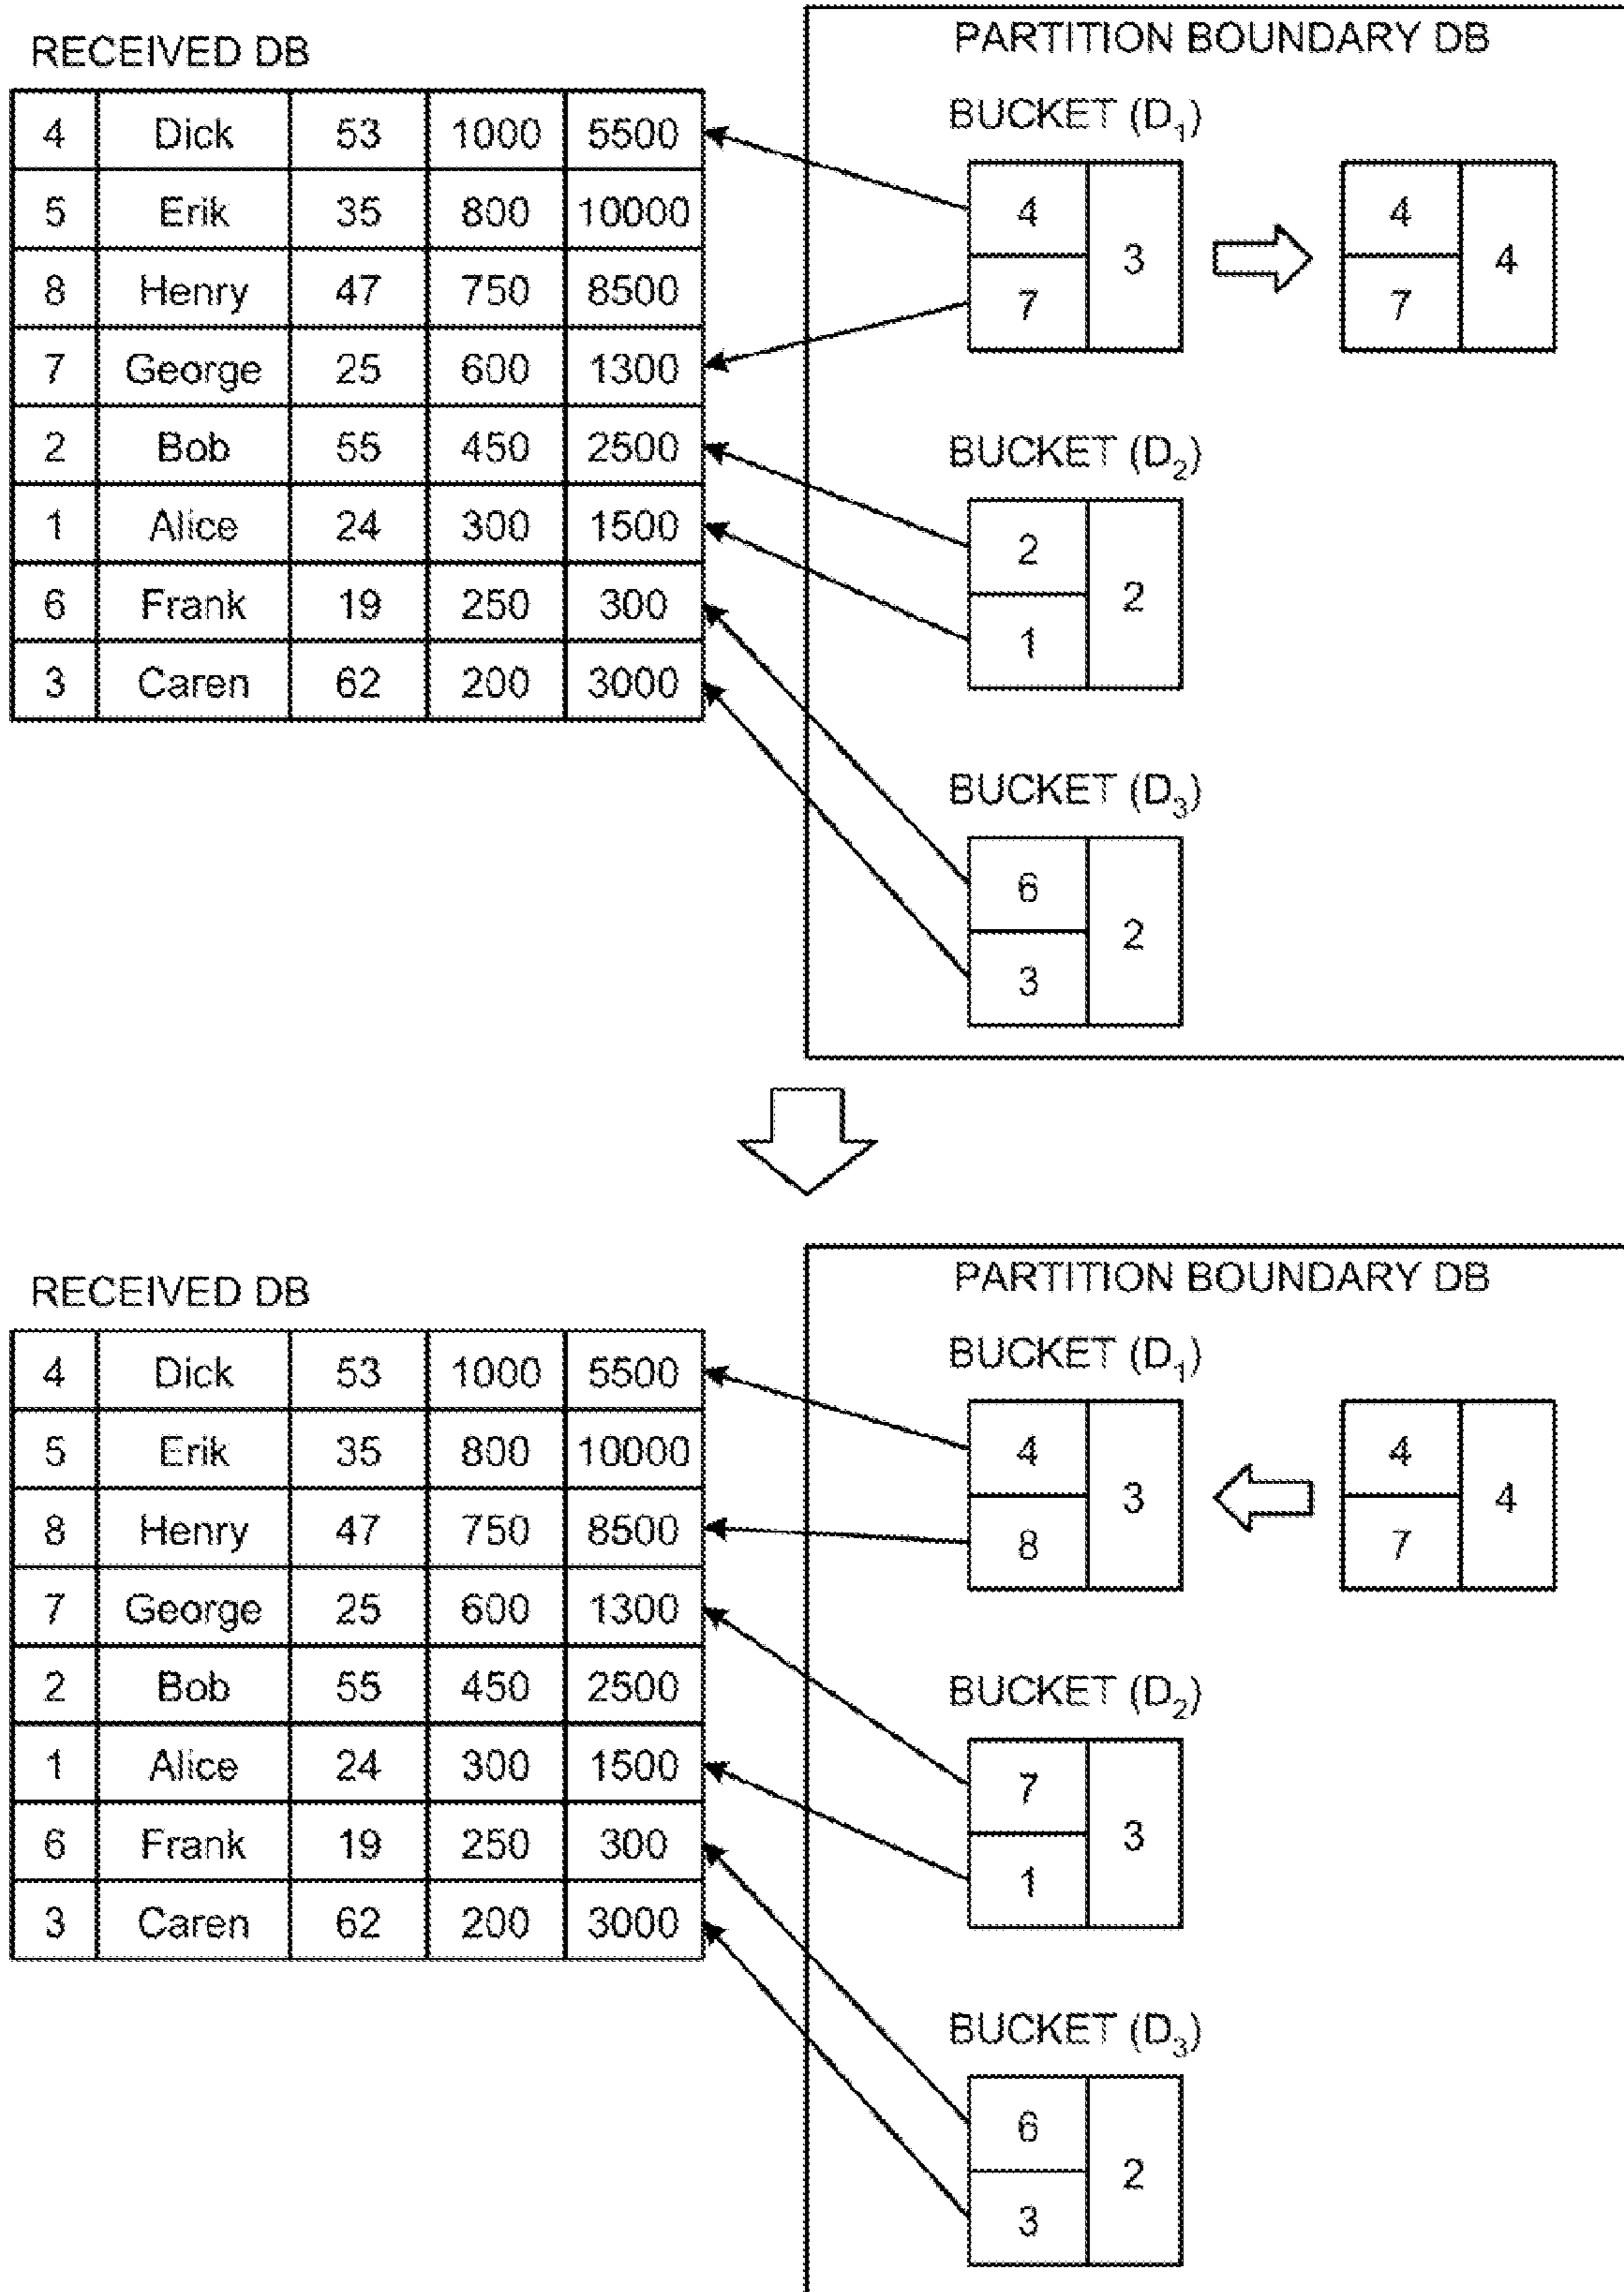 RECEIVED DB
4 Dick 53 1000 5500
5 Erik 35 800 10000
8 Henry 47 750 8500
7 George 25 600 1300
2 Bob 55 450 2500
1 Alice 24 300 1500
6 Frank 19 250 300
3 Caren 62 200 3000
PARTITION BOUNDARY DB
BUCKET (D₁)
4
7
3
4
7
4
BUCKET (D₂)
2
1
2
BUCKET (D₃)
6
3
2
RECEIVED DB
4 Dick 53 1000 5500
5 Erik 35 800 10000
8 Henry 47 750 8500
7 George 25 600 1300
2 Bob 55 450 2500
1 Alice 24 300 1500
6 Frank 19 250 300
3 Caren 62 200 3000
PARTITION BOUNDARY DB
BUCKET (D₁)
4
8
3
4
7
4
BUCKET (D₂)
7
1
3
BUCKET (D₃)
6
3
2